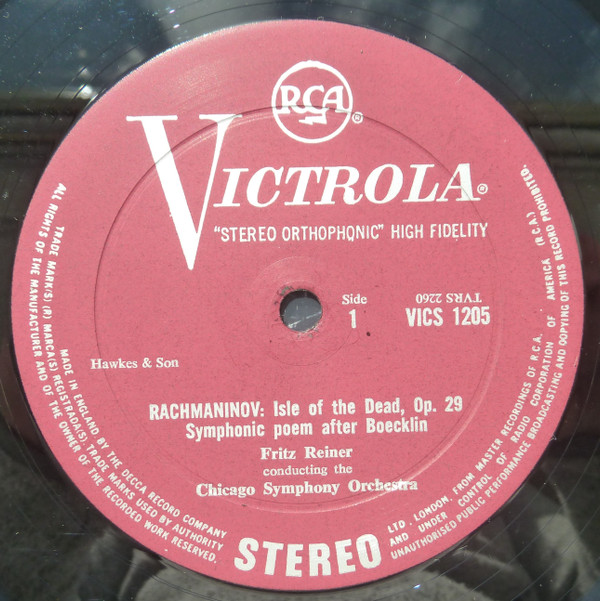 RCA
®
VICTROLA®
"STEREO ORTHOPHONIC" HIGH FIDELITY
Side
1
TVRS 2260
VICS 1205
Hawkes & Son
RACHMANINOV: Isle of the Dead, Op. 29
Symphonic poem after Boecklin
Fritz Reiner
conducting the
Chicago Symphony Orchestra
STEREO
TRADE MARK(S) (R) MARCA(S) REGISTRADA(S) TRADE MARKS USED BY AUTHORITY
ALL RIGHTS OF THE MANUFACTURER AND OF THE OWNER OF THE RECORDED WORK RESERVED.
MADE IN ENGLAND BY THE DECCA RECORD COMPANY
LTD., LONDON, FROM MASTER RECORDINGS OF R.C.A.
AND UNDER CONTROL OF RADIO CORPORATION OF AMERICA (R.C.A.)
UNAUTHORISED PUBLIC PERFORMANCE BROADCASTING AND COPYING OF THIS RECORD PROHIBITED.